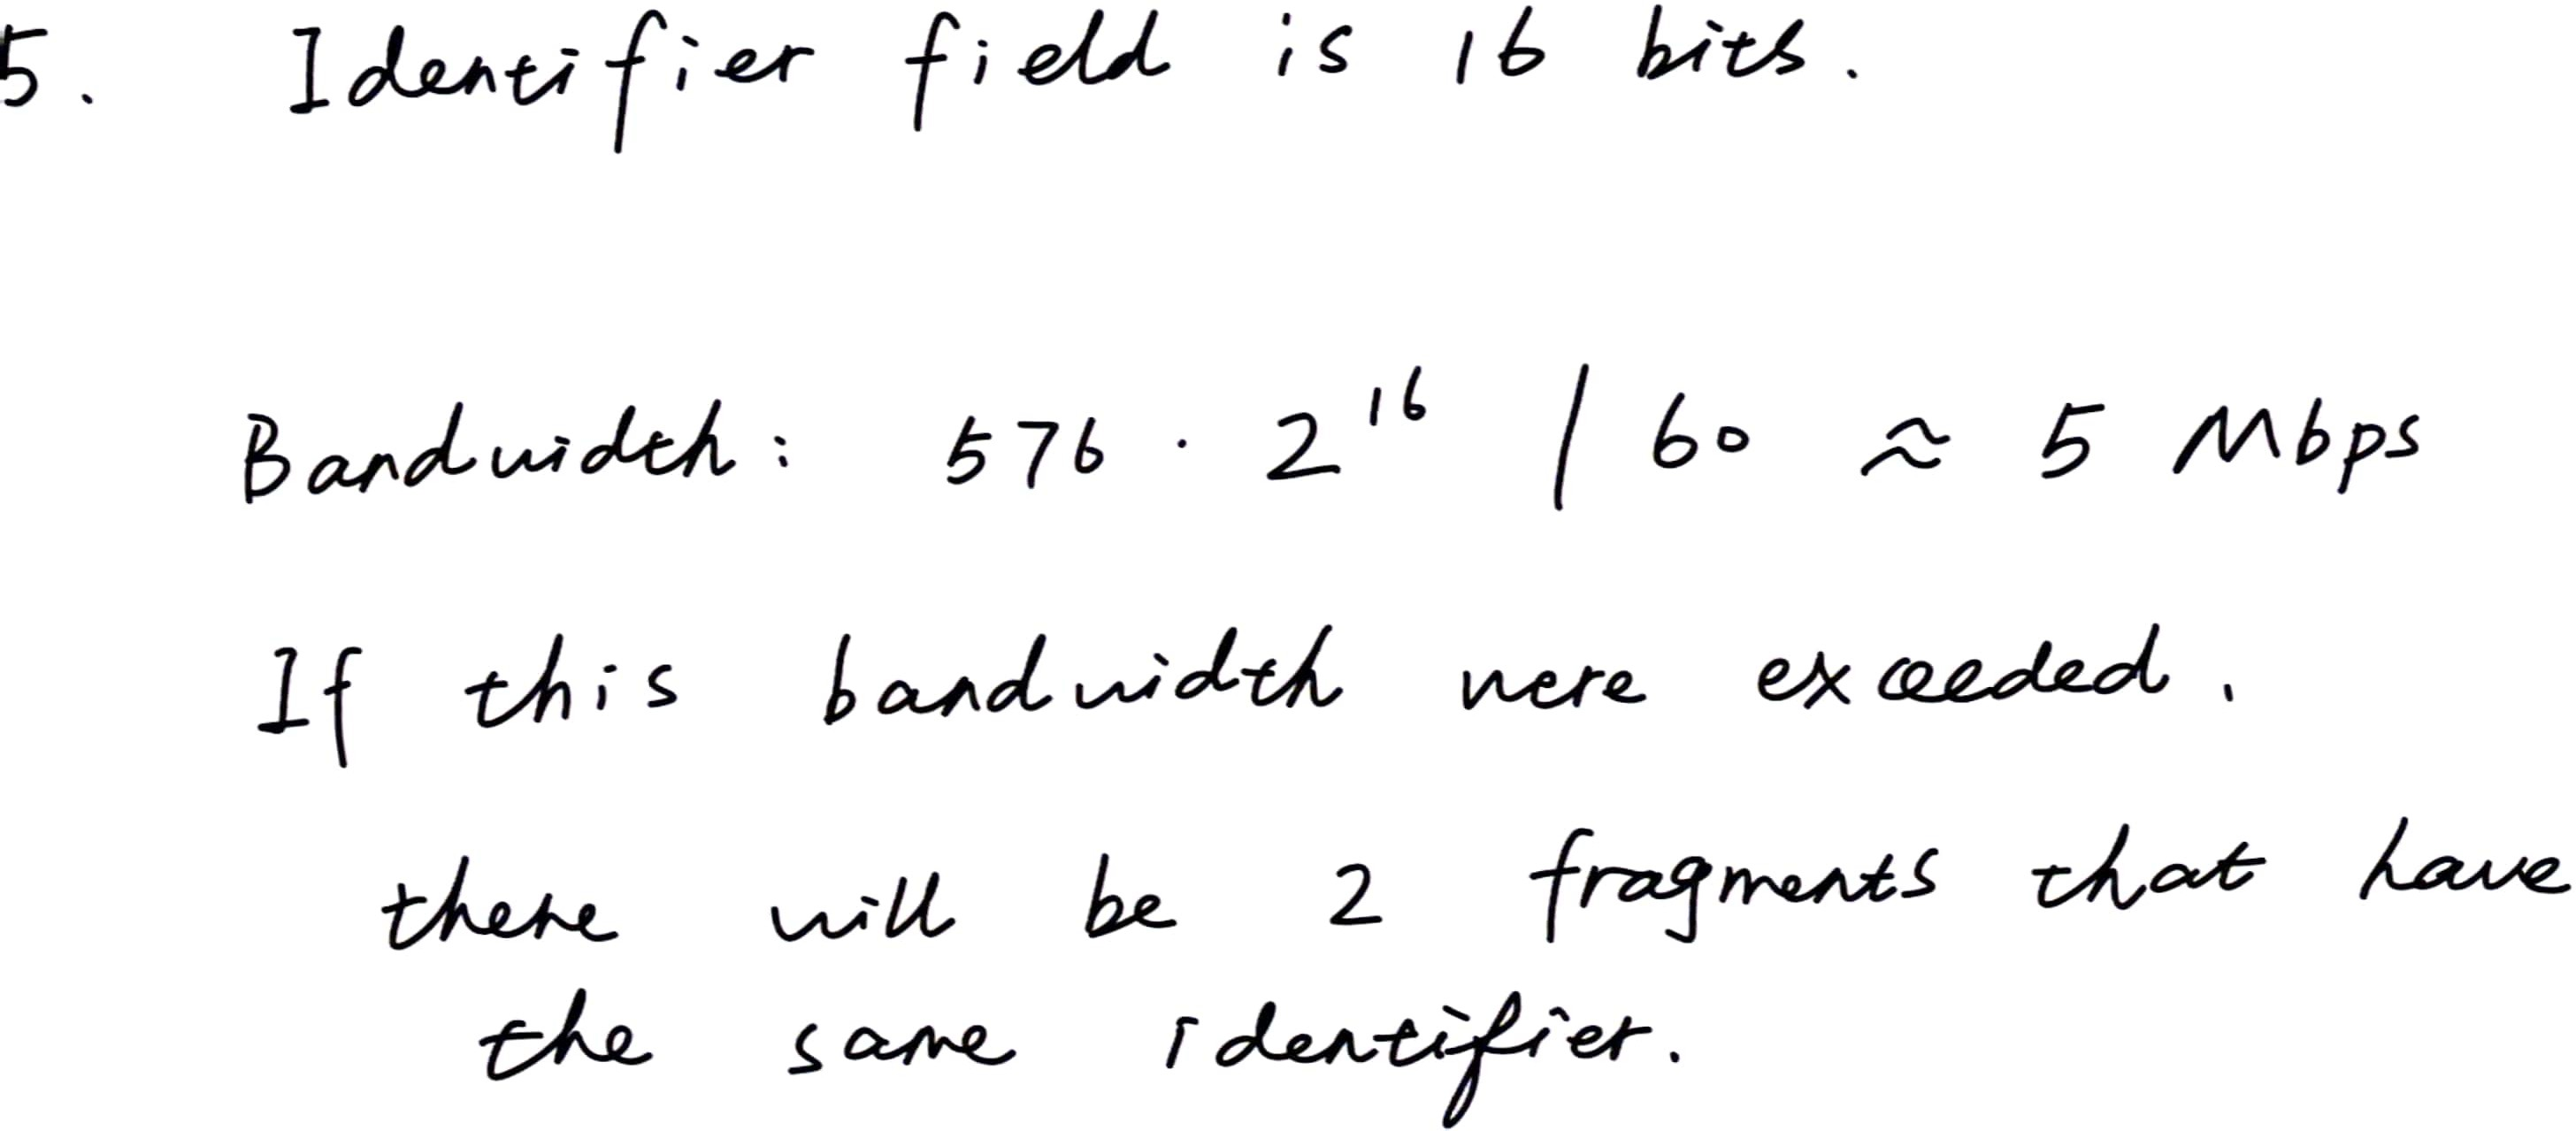 5. Identifier field is 16 bits.
Bandwidth: 576 · 2^16 / 60 ≈ 5 Mbps
If this bandwidth were exceeded,
there will be 2 fragments that have
the same identifier.